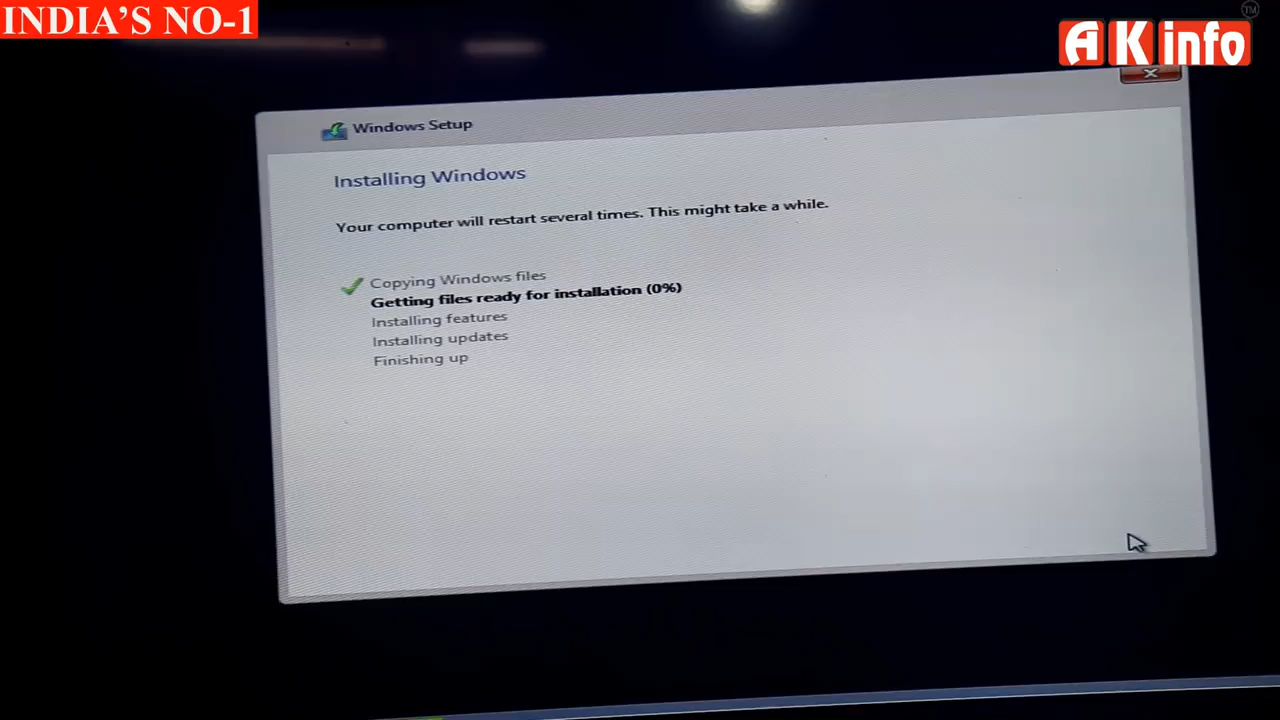 INDIA'S NO-1
TM
A K info
Windows Setup
Installing Windows
Your computer will restart several times. This might take a while.
Copying Windows files
Getting files ready for installation (0%)
Installing features
Installing updates
Finishing up